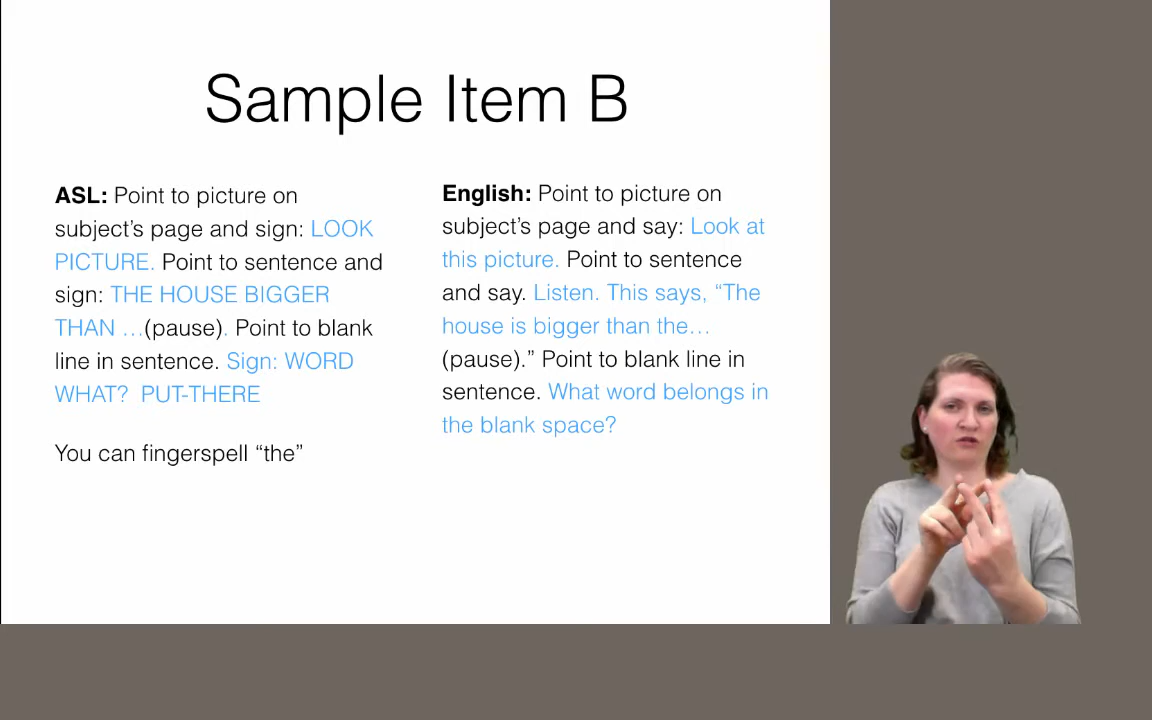 Sample Item B
ASL: Point to picture on
subject's page and sign: LOOK
PICTURE. Point to sentence and
sign: THE HOUSE BIGGER
THAN …(pause). Point to blank
line in sentence. Sign: WORD
WHAT?  PUT-THERE
You can fingerspell “the”
English: Point to picture on
subject’s page and say: Look at
this picture. Point to sentence
and say. Listen. This says, “The
house is bigger than the…
(pause).” Point to blank line in
sentence. What word belongs in
the blank space?